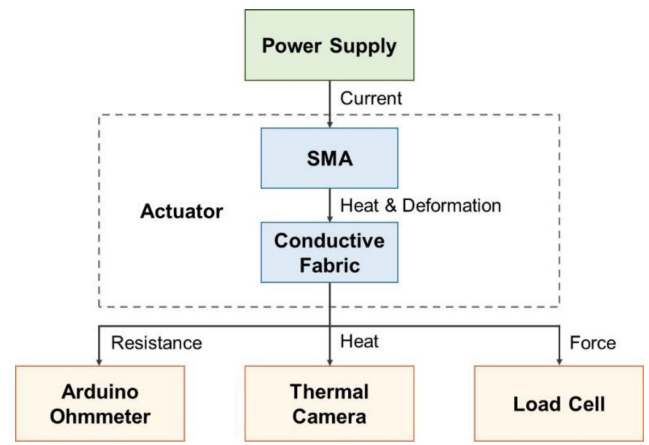 Power Supply
Current
SMA
Heat & Deformation
Actuator
Conductive
Fabric
Resistance
Heat
Force
Arduino
Ohmmeter
Thermal
Camera
Load Cell